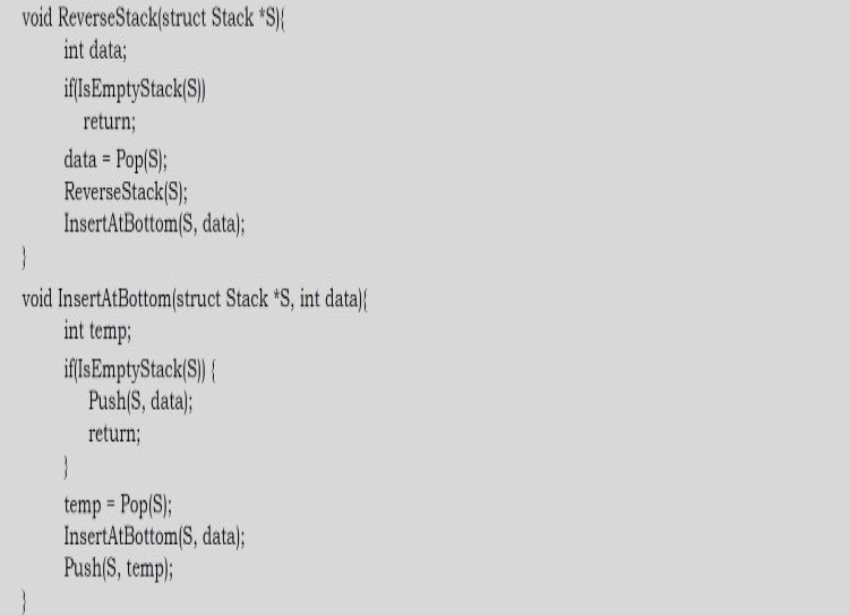 void ReverseStack(struct Stack *S){
int data;
if(IsEmptyStack(S))
return;
data = Pop(S);
ReverseStack(S);
InsertAtBottom(S, data);
}
void InsertAtBottom(struct Stack *S, int data){
int temp;
if(IsEmptyStack(S)) {
Push(S, data);
return;
}
temp = Pop(S);
InsertAtBottom(S, data);
Push(S, temp);
}